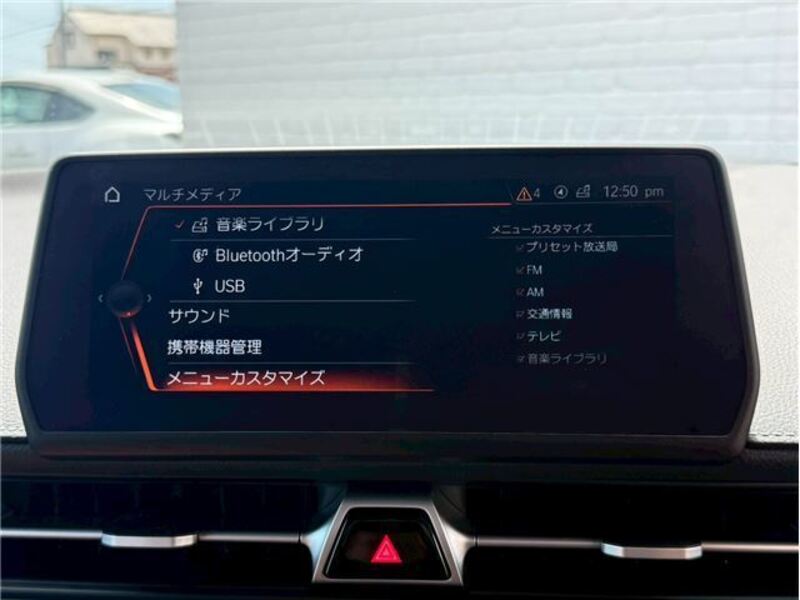 マルチメディア
4 12:50 pm
音楽ライブラリ
Bluetoothオーディオ
USB
サウンド
携帯機器管理
メニューカスタマイズ
メニューカスタマイズ
プリセット放送局
FM
AM
交通情報
テレビ
音楽ライブラリ